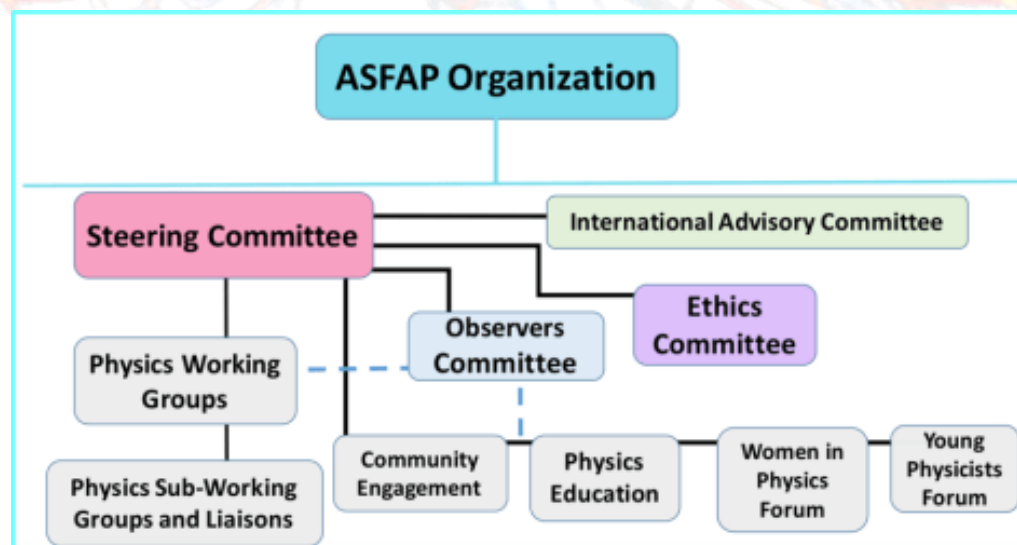 ASFAP Organization
Steering Committee
International Advisory Committee
Ethics
Committee
Observers
Committee
Physics Working
Groups
Physics Sub-Working
Groups and Liaisons
Community
Engagement
Physics
Education
Women in
Physics
Forum
Young
Physicists
Forum